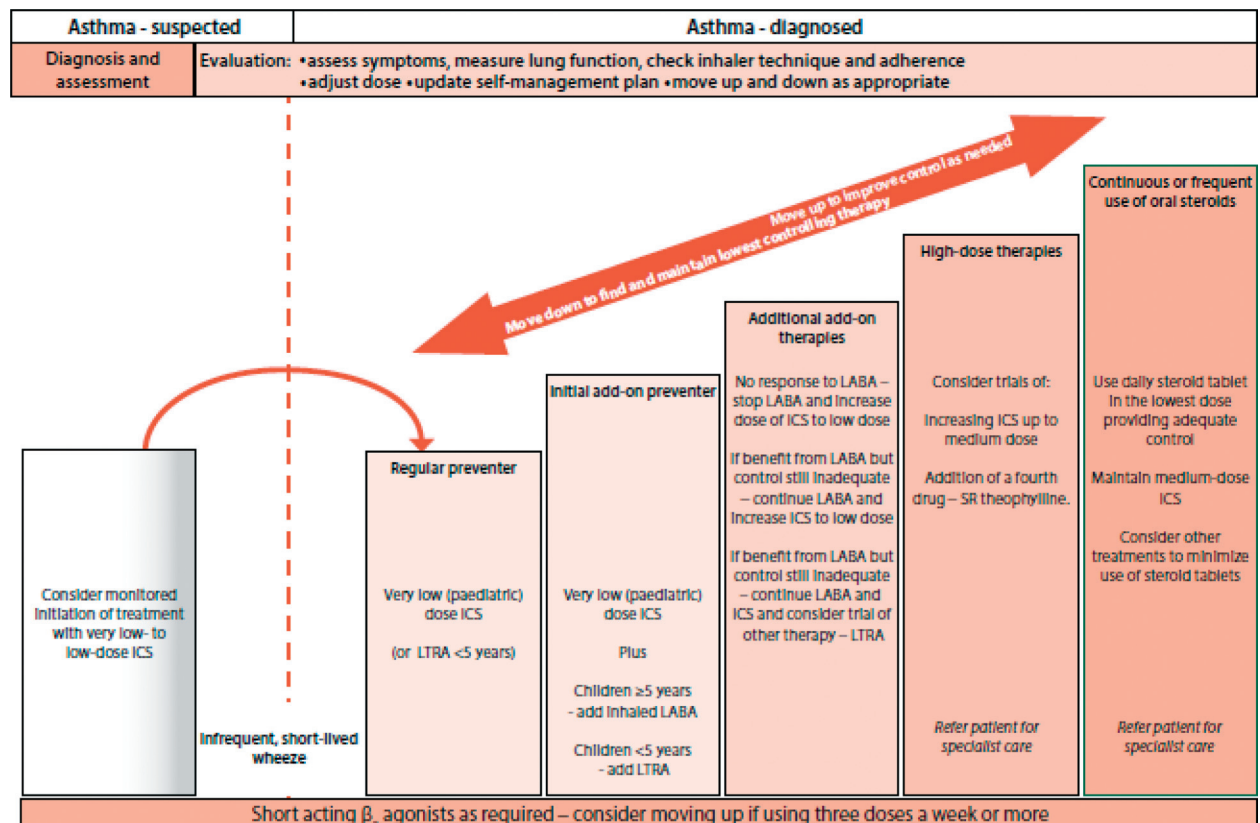 Asthma - suspected
Asthma - diagnosed
Diagnosis and
assessment
Evaluation: •assess symptoms, measure lung function, check inhaler technique and adherence
•adjust dose •update self-management plan •move up and down as appropriate
Move up to improve control as needed
Move down to find and maintain lowest controlling therapy
Consider monitored
initiation of treatment
with very low- to
low-dose ICS
Infrequent, short-lived
wheeze
Regular preventer
Very low (paediatric)
dose ICS
(or LTRA <5 years)
Initial add-on preventer
Very low (paediatric)
dose ICS
Plus
Children ≥5 years
- add inhaled LABA
Children <5 years
- add LTRA
Additional add-on
therapies
No response to LABA –
stop LABA and increase
dose of ICS to low dose
If benefit from LABA but
control still inadequate
– continue LABA and
increase ICS to low dose
If benefit from LABA but
control still inadequate
– continue LABA and
ICS and consider trial of
other therapy – LTRA
High-dose therapies
Consider trials of:
Increasing ICS up to
medium dose
Addition of a fourth
drug – SR theophylline.
Refer patient for
specialist care
Continuous or frequent
use of oral steroids
Use daily steroid tablet
in the lowest dose
providing adequate
control
Maintain medium-dose
ICS
Consider other
treatments to minimize
use of steroid tablets
Refer patient for
specialist care
Short acting β₂ agonists as required – consider moving up if using three doses a week or more